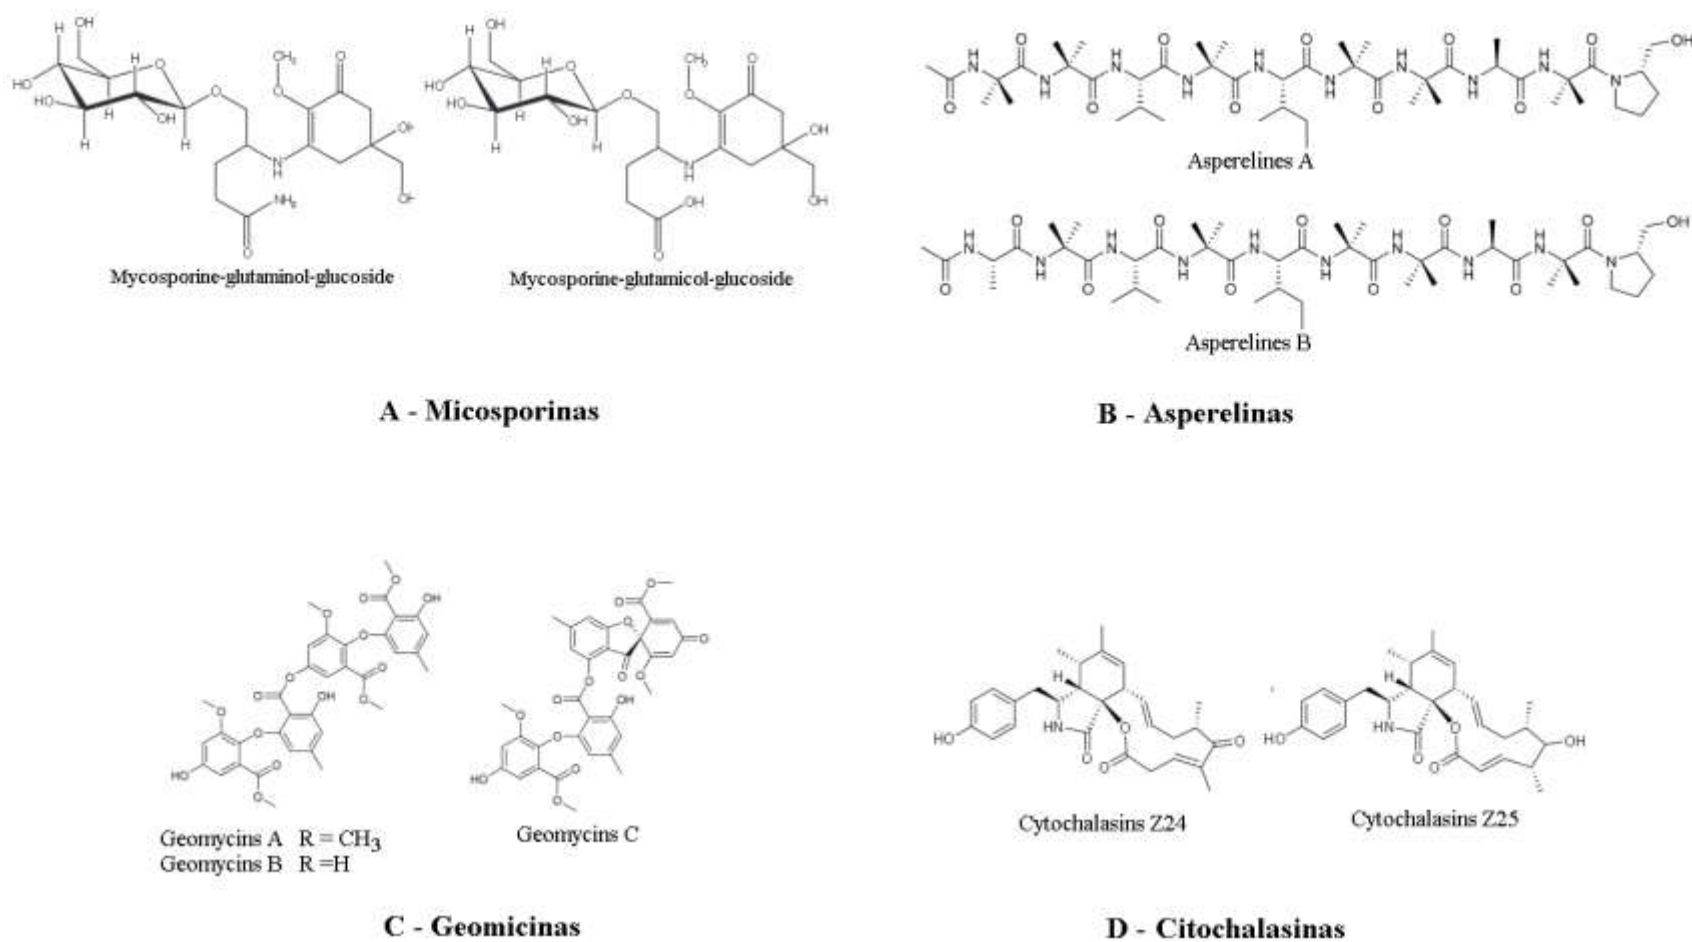 Mycosporine-glutaminol-glucoside
Mycosporine-glutamicol-glucoside
Asperelines A
Asperelines B
A - Micosporinas
B - Asperelinas
Geomycins A R = CH3
Geomycins B R =H
Geomycins C
Cytochalasins Z24
Cytochalasins Z25
C - Geomicinas
D - Citochalasinas